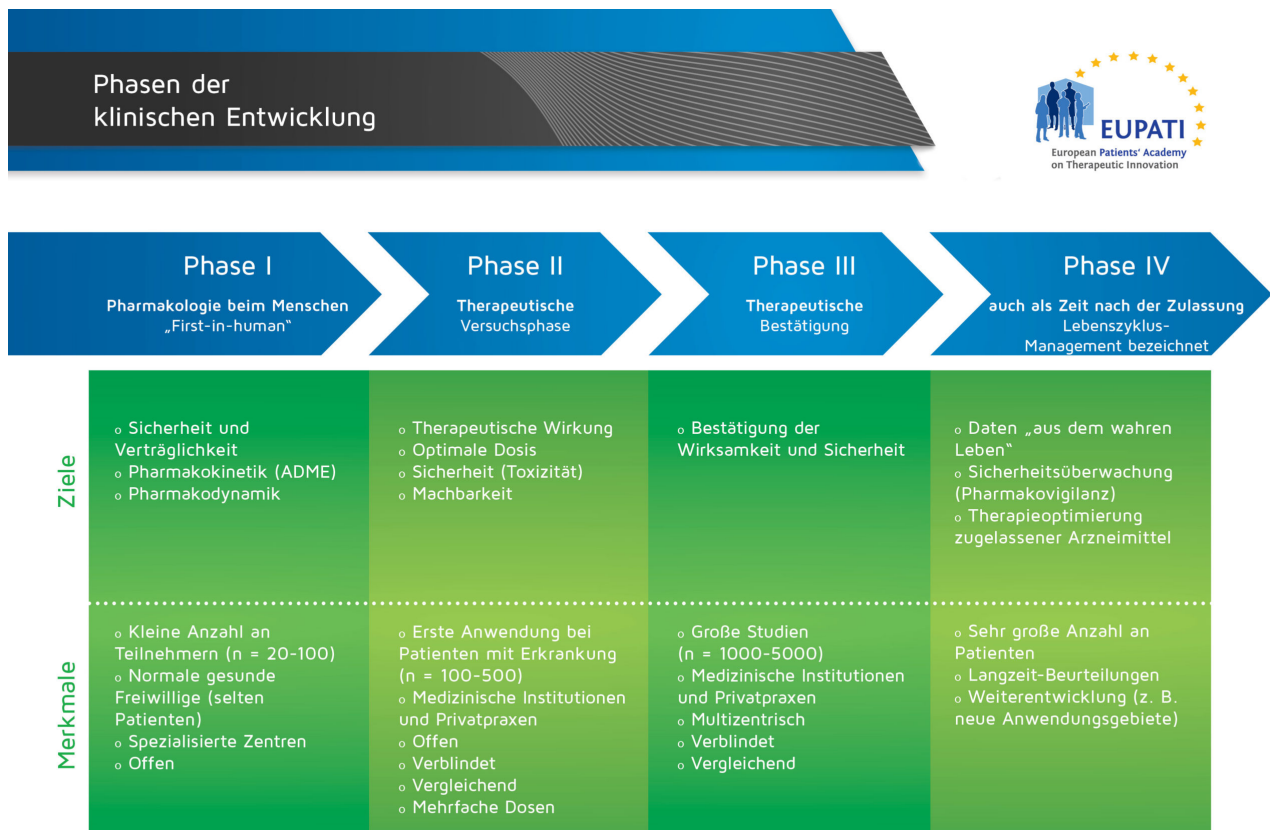 Phasen der
klinischen Entwicklung
EUPATI
European Patients' Academy
on Therapeutic Innovation
Phase I
Pharmakologie beim Menschen
„First-in-human“
Phase II
Therapeutische
Versuchsphase
Phase III
Therapeutische
Bestätigung
Phase IV
auch als Zeit nach der Zulassung
Lebenszyklus-
Management bezeichnet
Ziele
o Sicherheit und
Verträglichkeit
o Pharmakokinetik (ADME)
o Pharmakodynamik
o Therapeutische Wirkung
o Optimale Dosis
o Sicherheit (Toxizität)
o Machbarkeit
o Bestätigung der
Wirksamkeit und Sicherheit
o Daten „aus dem wahren
Leben“
o Sicherheitsüberwachung
(Pharmakovigilanz)
o Therapieoptimierung
zugelassener Arzneimittel
Merkmale
o Kleine Anzahl an
Teilnehmern (n = 20-100)
o Normale gesunde
Freiwillige (selten
Patienten)
o Spezialisierte Zentren
o Offen
o Erste Anwendung bei
Patienten mit Erkrankung
(n = 100-500)
o Medizinische Institutionen
und Privatpraxen
o Offen
o Verblindet
o Vergleichend
o Mehrfache Dosen
o Große Studien
(n = 1000-5000)
o Medizinische Institutionen
und Privatpraxen
o Multizentrisch
o Verblindet
o Vergleichend
o Sehr große Anzahl an
Patienten
o Langzeit-Beurteilungen
o Weiterentwicklung (z. B.
neue Anwendungsgebiete)